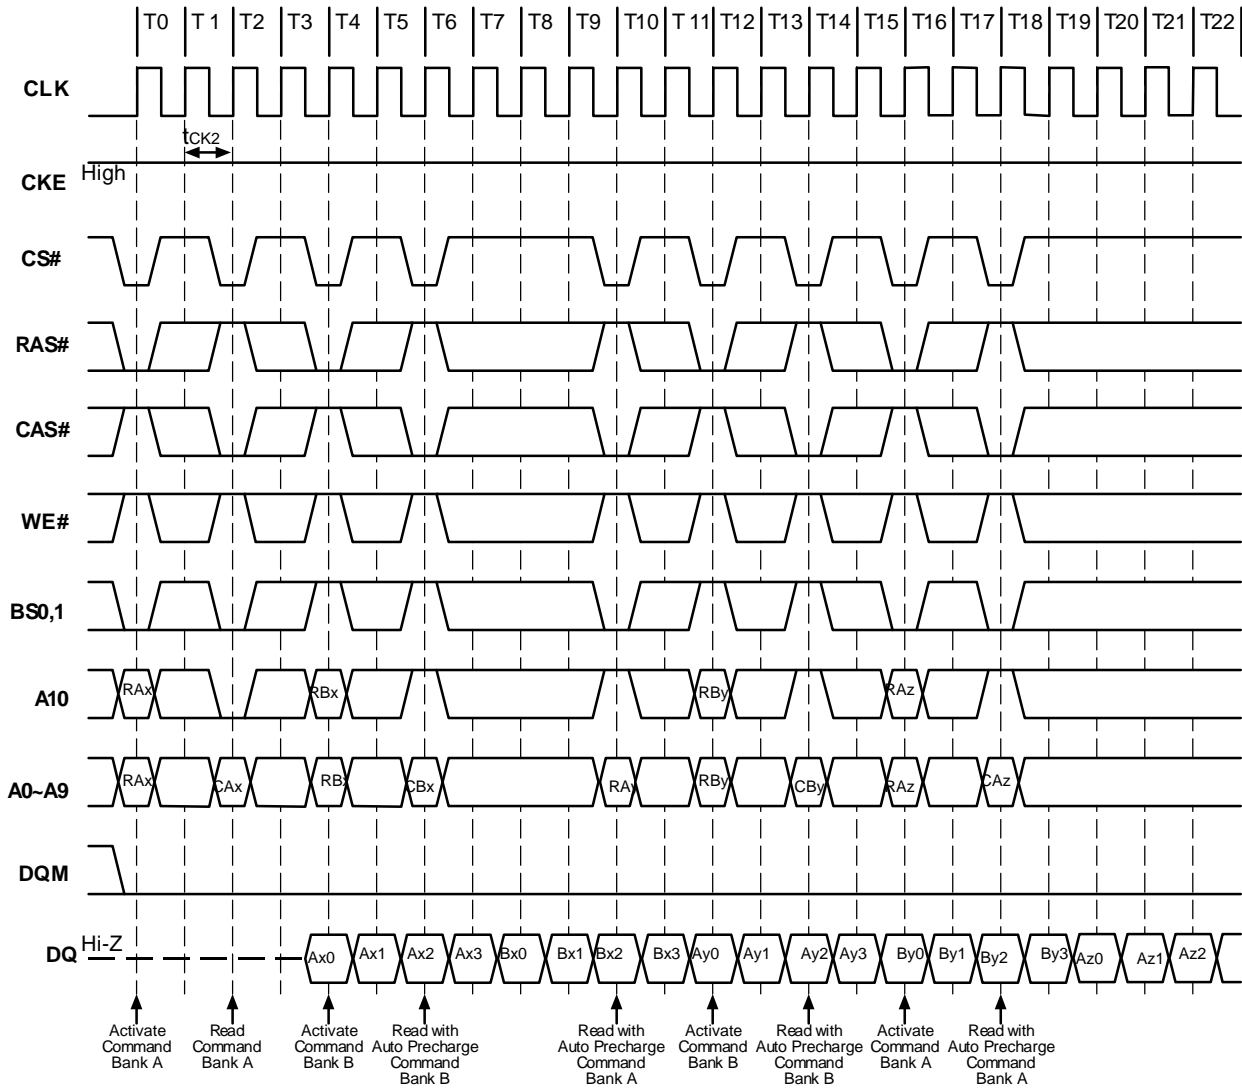 T0 T 1 T2 T3 T4 T5 T6 T7 T8 T9 T10 T 11 T12 T13 T14 T15 T16 T17 T18 T19 T20 T21 T22
CLK
tCK2
High
CKE
CS#
RAS#
CAS#
WE#
BS0,1
A10 RAx RBx RBy RAz
A0~A9 RAx CAx RBx CBx RAy RBy CBy RAz CAz
DQM
Hi-Z
DQ Ax0 Ax1 Ax2 Ax3 Bx0 Bx1 Bx2 Bx3 Ay0 Ay1 Ay2 Ay3 By0 By1 By2 By3 Az0 Az1 Az2
Activate Command Bank A
Read Command Bank A
Activate Command Bank B
Read with Auto Precharge Command Bank B
Read with Auto Precharge Command Bank A
Activate Command Bank B
Read with Auto Precharge Command Bank B
Activate Command Bank A
Read with Auto Precharge Command Bank A